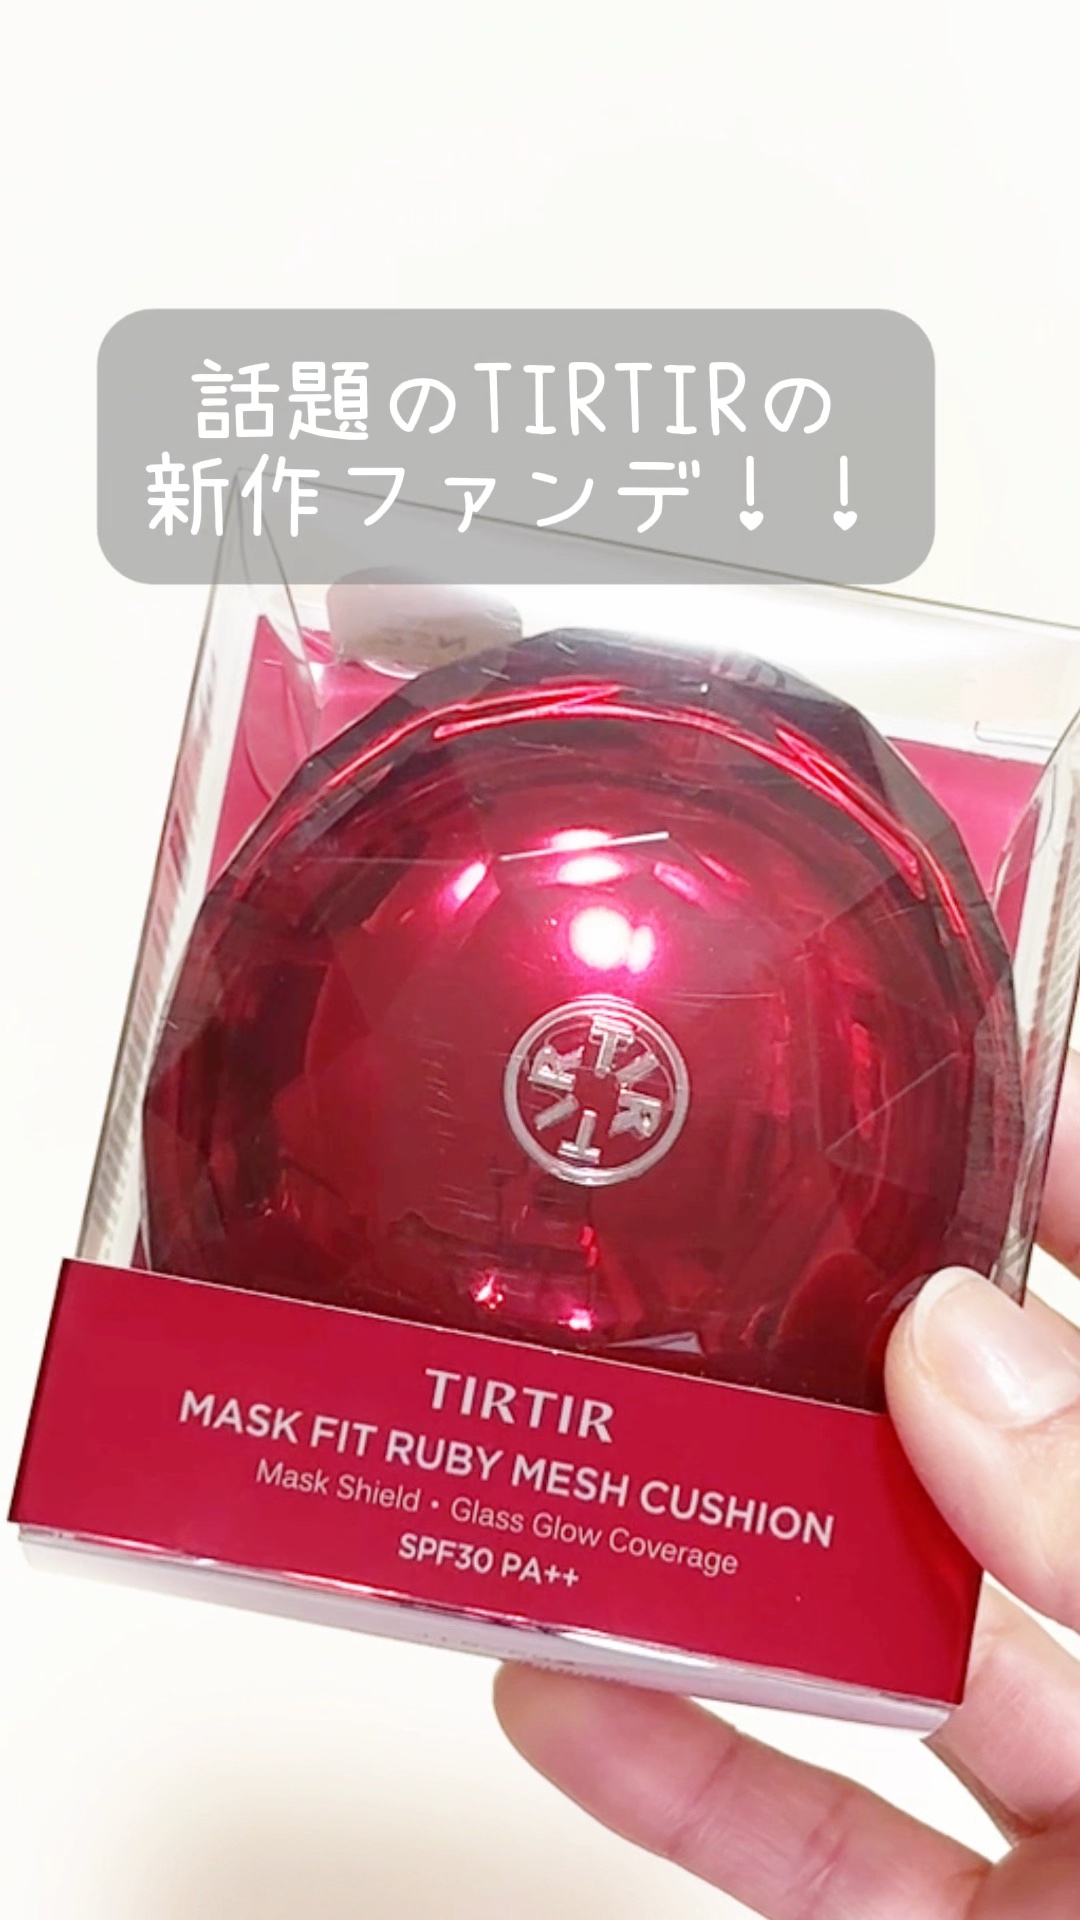 話題のTIRTIRの
新作ファンデ！！
TIRTIR
TIRTIR
MASK FIT RUBY MESH CUSHION
Mask Shield • Glass Glow Coverage
SPF30 PA++